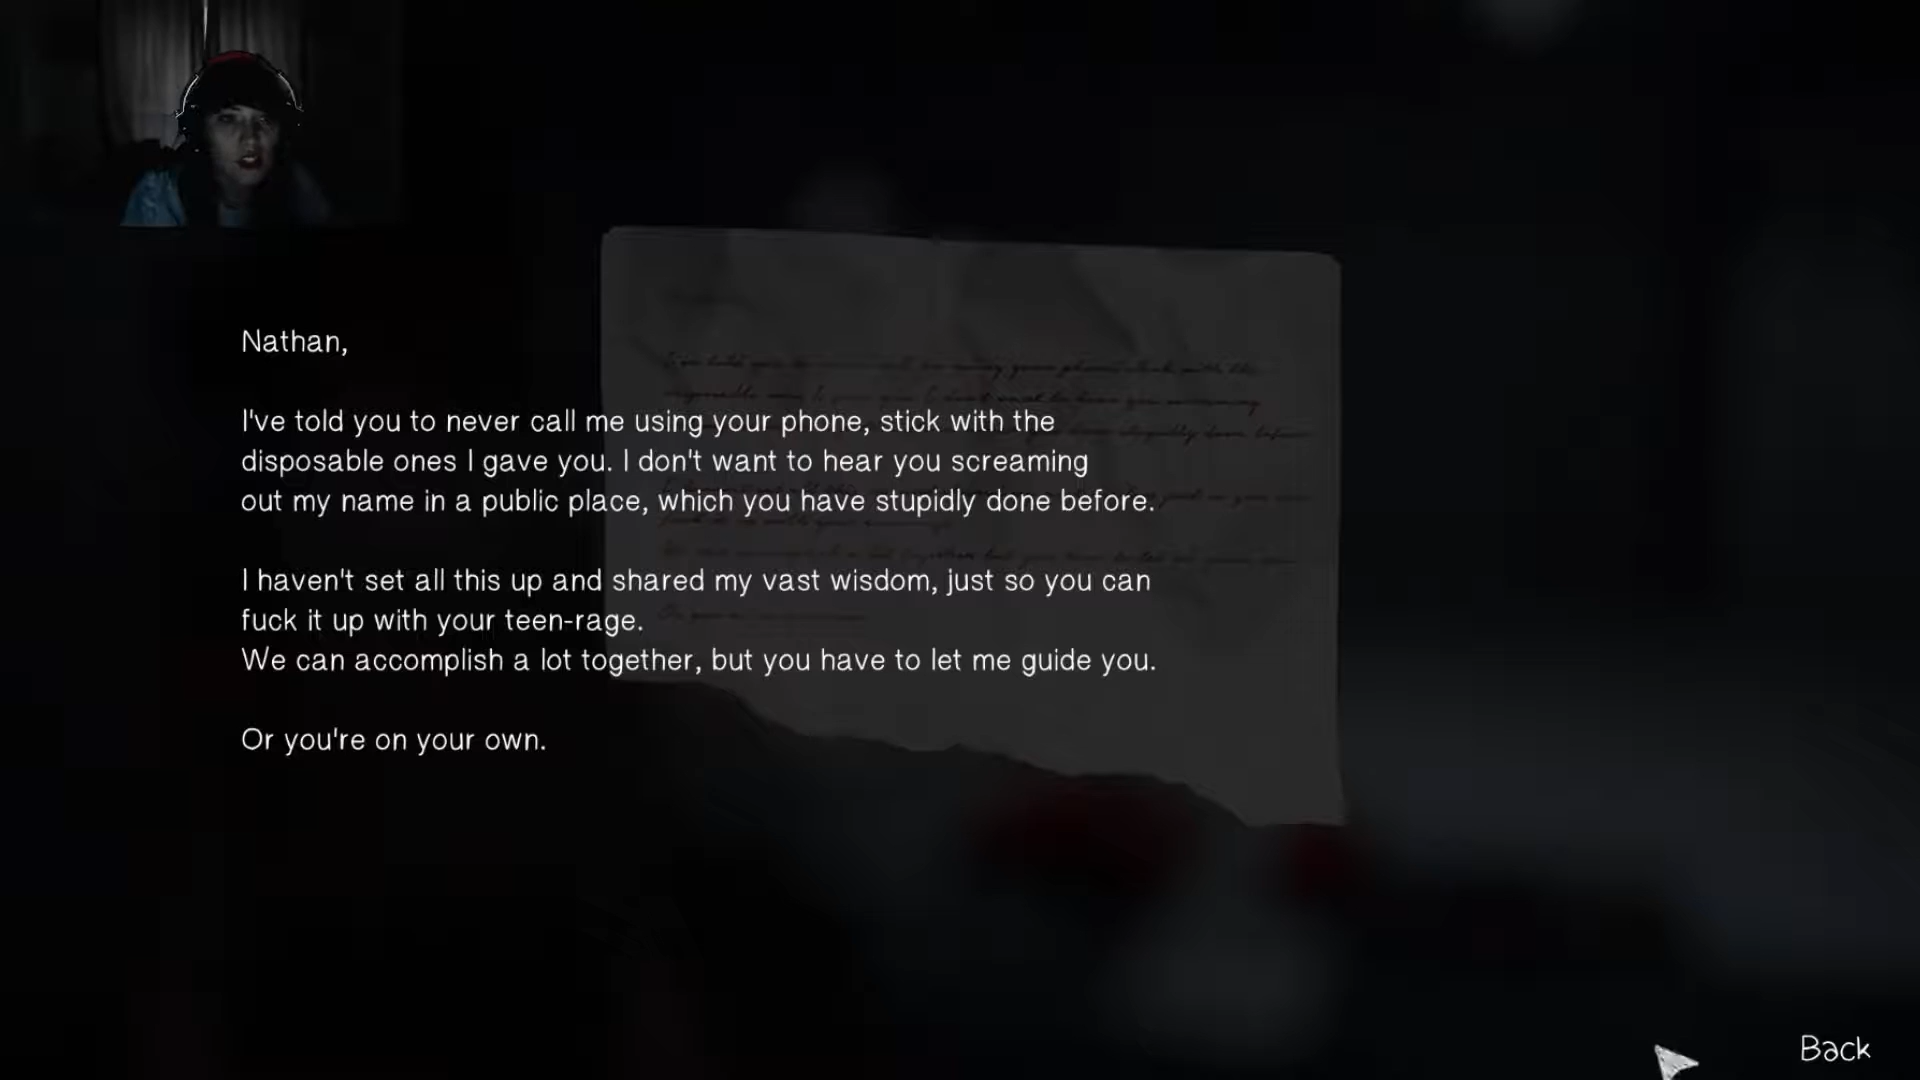 Nathan,
I've told you to never call me using your phone, stick with the
disposable ones I gave you. I don't want to hear you screaming
out my name in a public place, which you have stupidly done before.
I haven't set all this up and shared my vast wisdom, just so you can
fuck it up with your teen-rage.
We can accomplish a lot together, but you have to let me guide you.
Or you're on your own.
Back